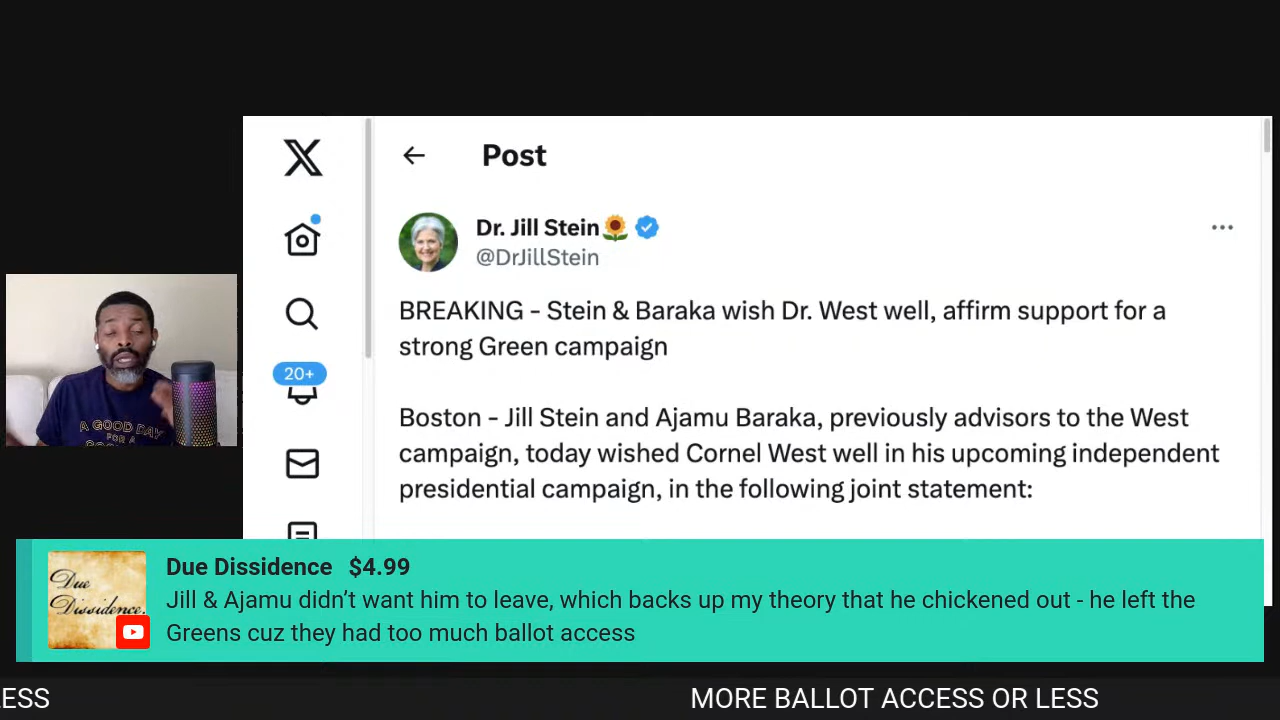 Post
Dr. Jill Stein🌻
@DrJillStein
BREAKING - Stein & Baraka wish Dr. West well, affirm support for a
strong Green campaign
Boston - Jill Stein and Ajamu Baraka, previously advisors to the West
campaign, today wished Cornel West well in his upcoming independent
presidential campaign, in the following joint statement:
20+
A GOOD DAY
FOR A
Due
Dissidence.
Due Dissidence $4.99
Jill & Ajamu didn’t want him to leave, which backs up my theory that he chickened out - he left the
Greens cuz they had too much ballot access
ESS MORE BALLOT ACCESS OR LESS